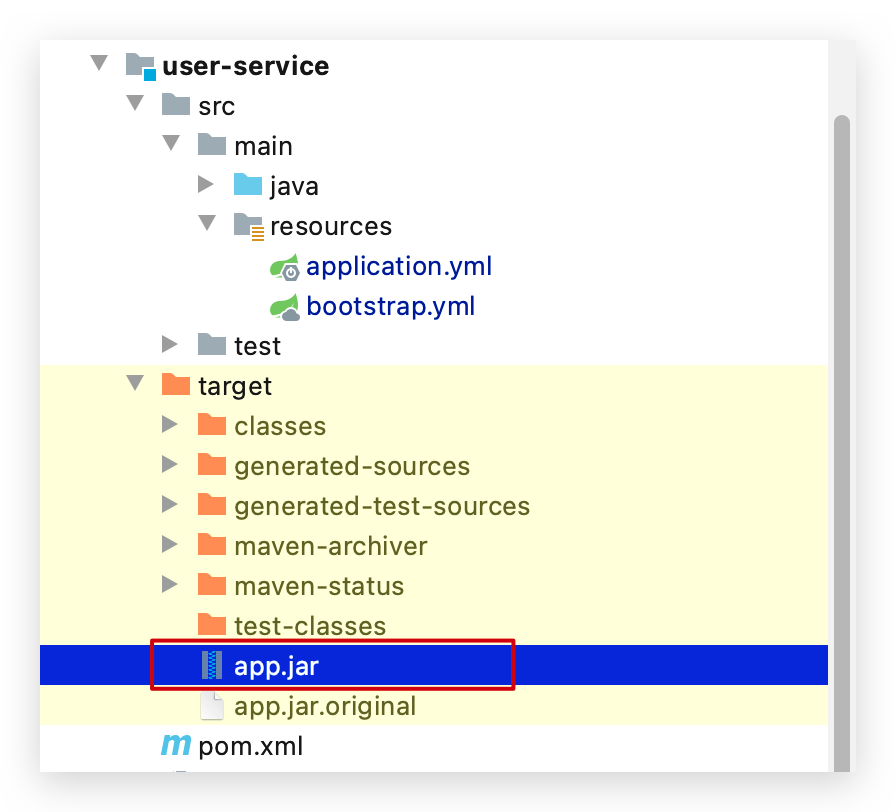 user-service
src
main
java
resources
application.yml
bootstrap.yml
test
target
classes
generated-sources
generated-test-sources
maven-archiver
maven-status
test-classes
app.jar
app.jar.original
m pom.xml